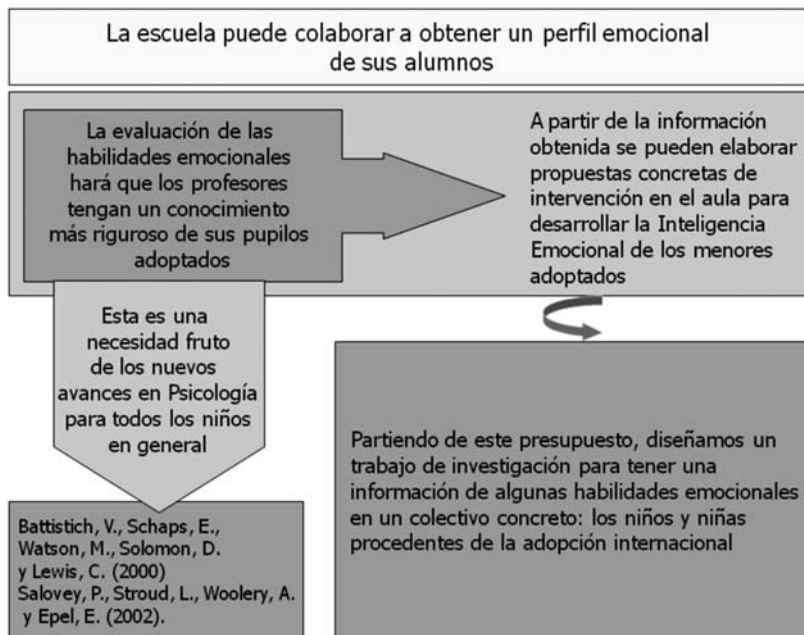 La escuela puede colaborar a obtener un perfil emocional
de sus alumnos
La evaluación de las
habilidades emocionales
hará que los profesores
tengan un conocimiento
más riguroso de sus pupilos
adoptados
A partir de la información
obtenida se pueden elaborar
propuestas concretas de
intervención en el aula para
desarrollar la Inteligencia
Emocional de los menores
adoptados
Esta es una
necesidad fruto
de los nuevos
avances en Psicología
para todos los niños
en general
Partiendo de este presupuesto, diseñamos un
trabajo de investigación para tener una
información de algunas habilidades emocionales
en un colectivo concreto: los niños y niñas
procedentes de la adopción internacional
Battistich, V., Schaps, E.,
Watson, M., Solomon, D.
y Lewis, C. (2000)
Salovey, P., Stroud, L., Woolery, A.
y Epel, E. (2002).